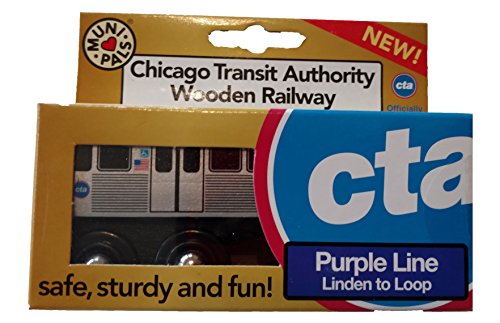 MUNI PALS
NEW!
Chicago Transit Authority
Wooden Railway
cta
Officially
cta
cta
Purple Line
Linden to Loop
safe, sturdy and fun!